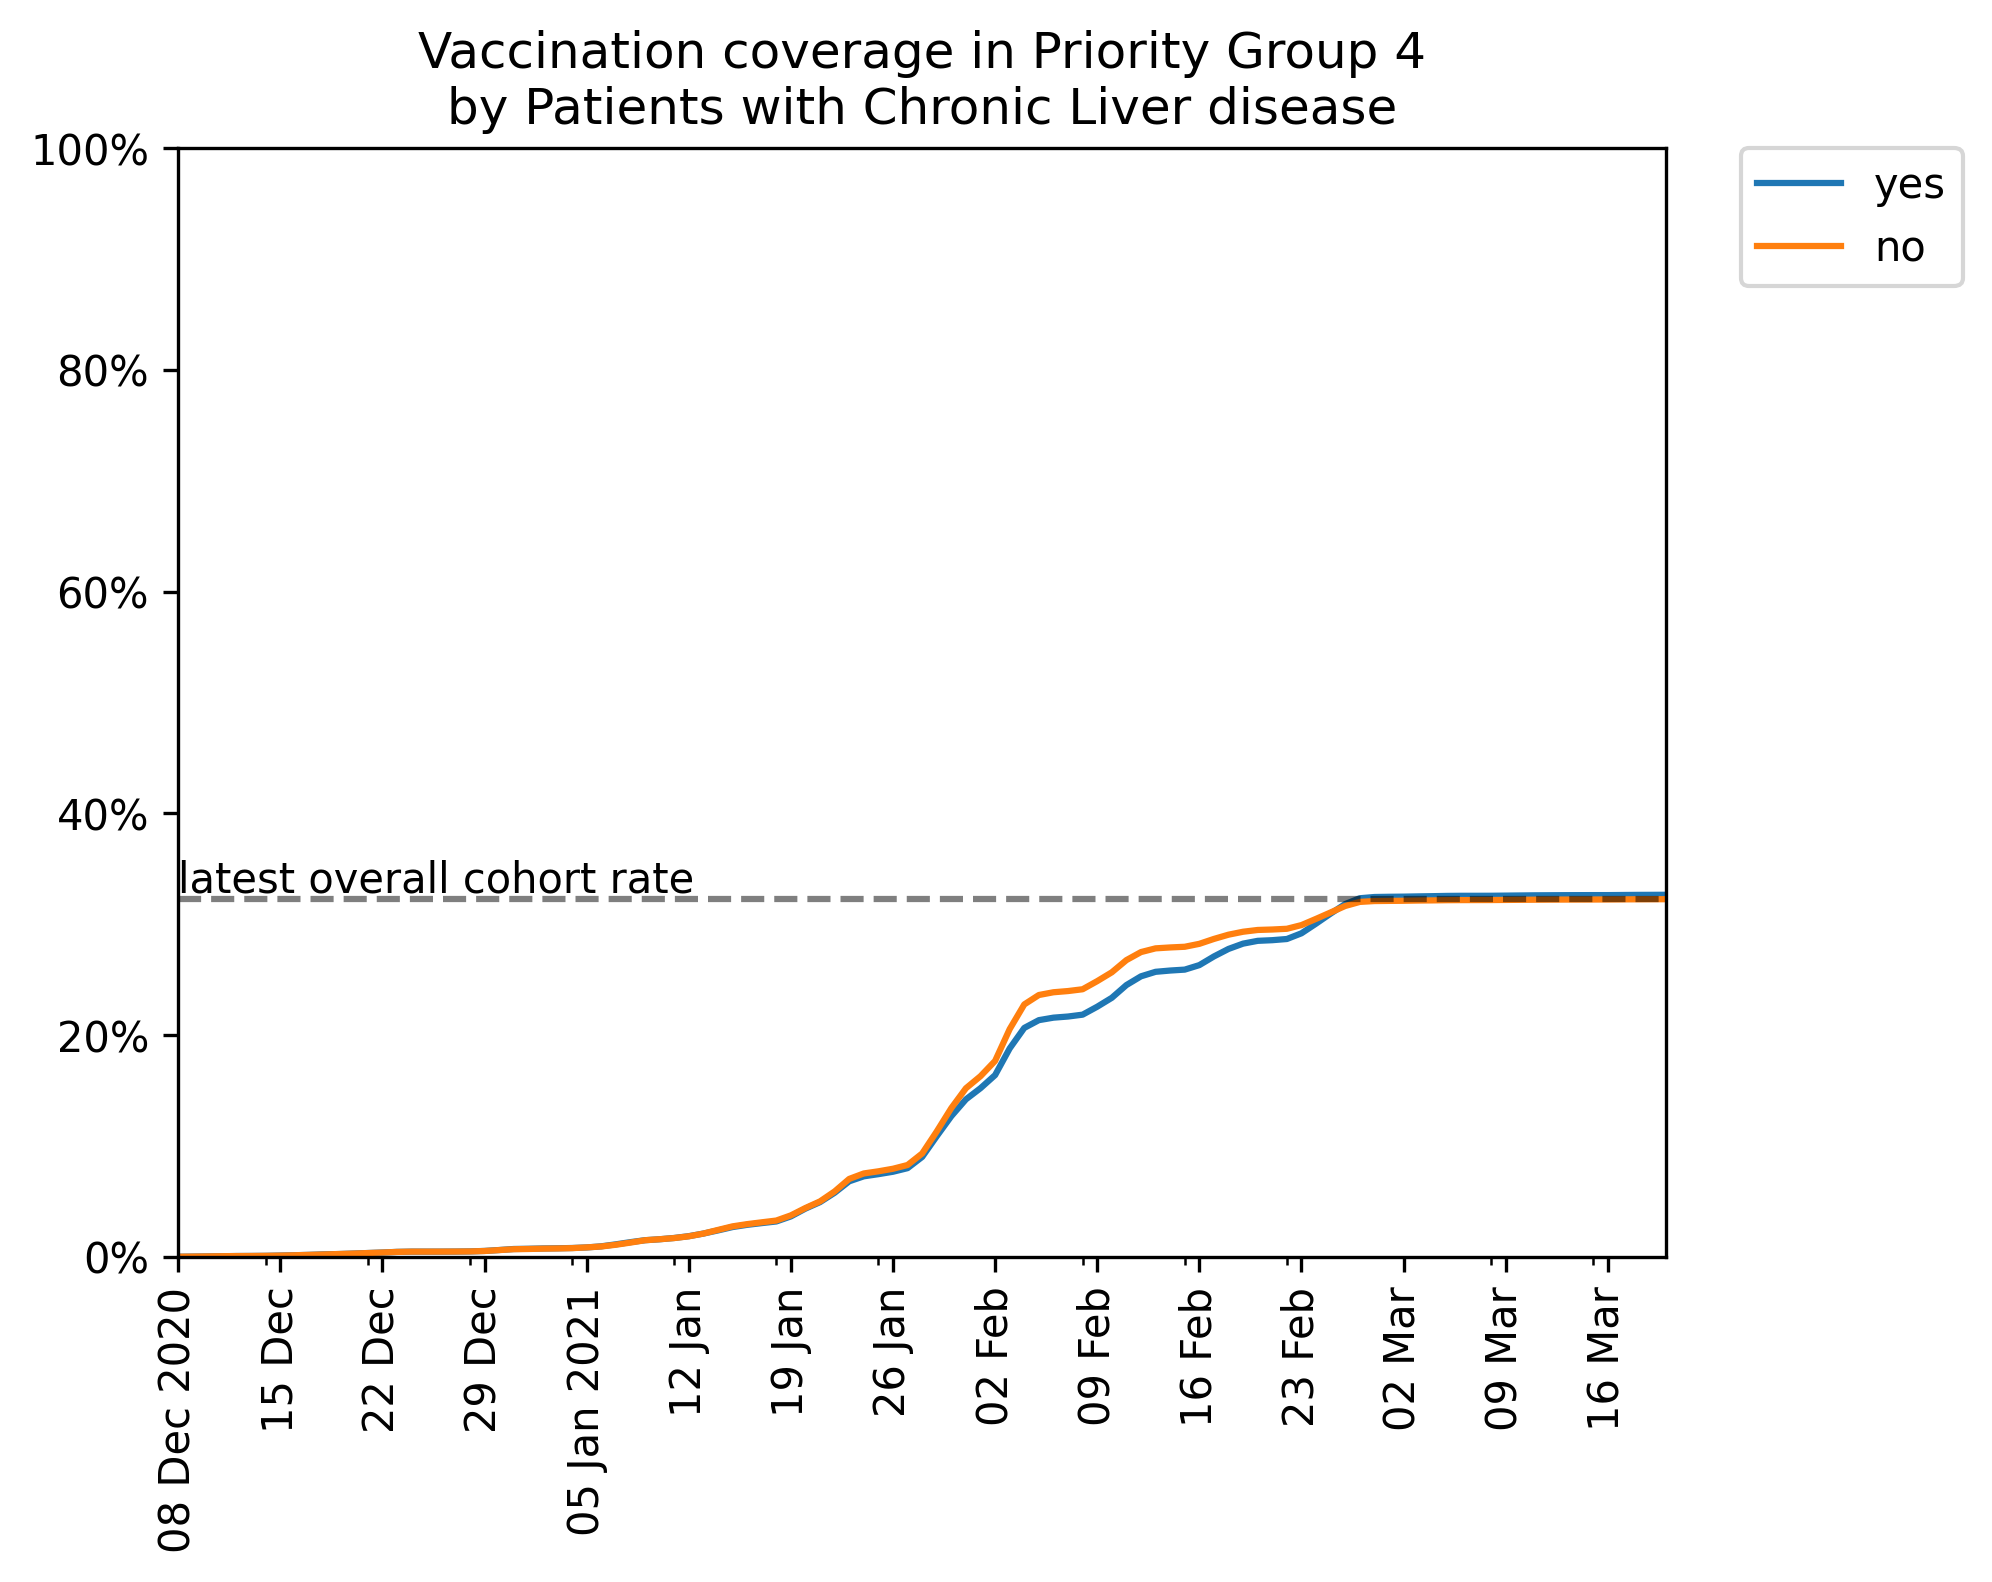 Vaccination coverage in Priority Group 4
by Patients with Chronic Liver disease
100%
80%
60%
40%
20%
0%
latest overall cohort rate
yes
no
08 Dec 2020
15 Dec
22 Dec
29 Dec
05 Jan 2021
12 Jan
19 Jan
26 Jan
02 Feb
09 Feb
16 Feb
23 Feb
02 Mar
09 Mar
16 Mar